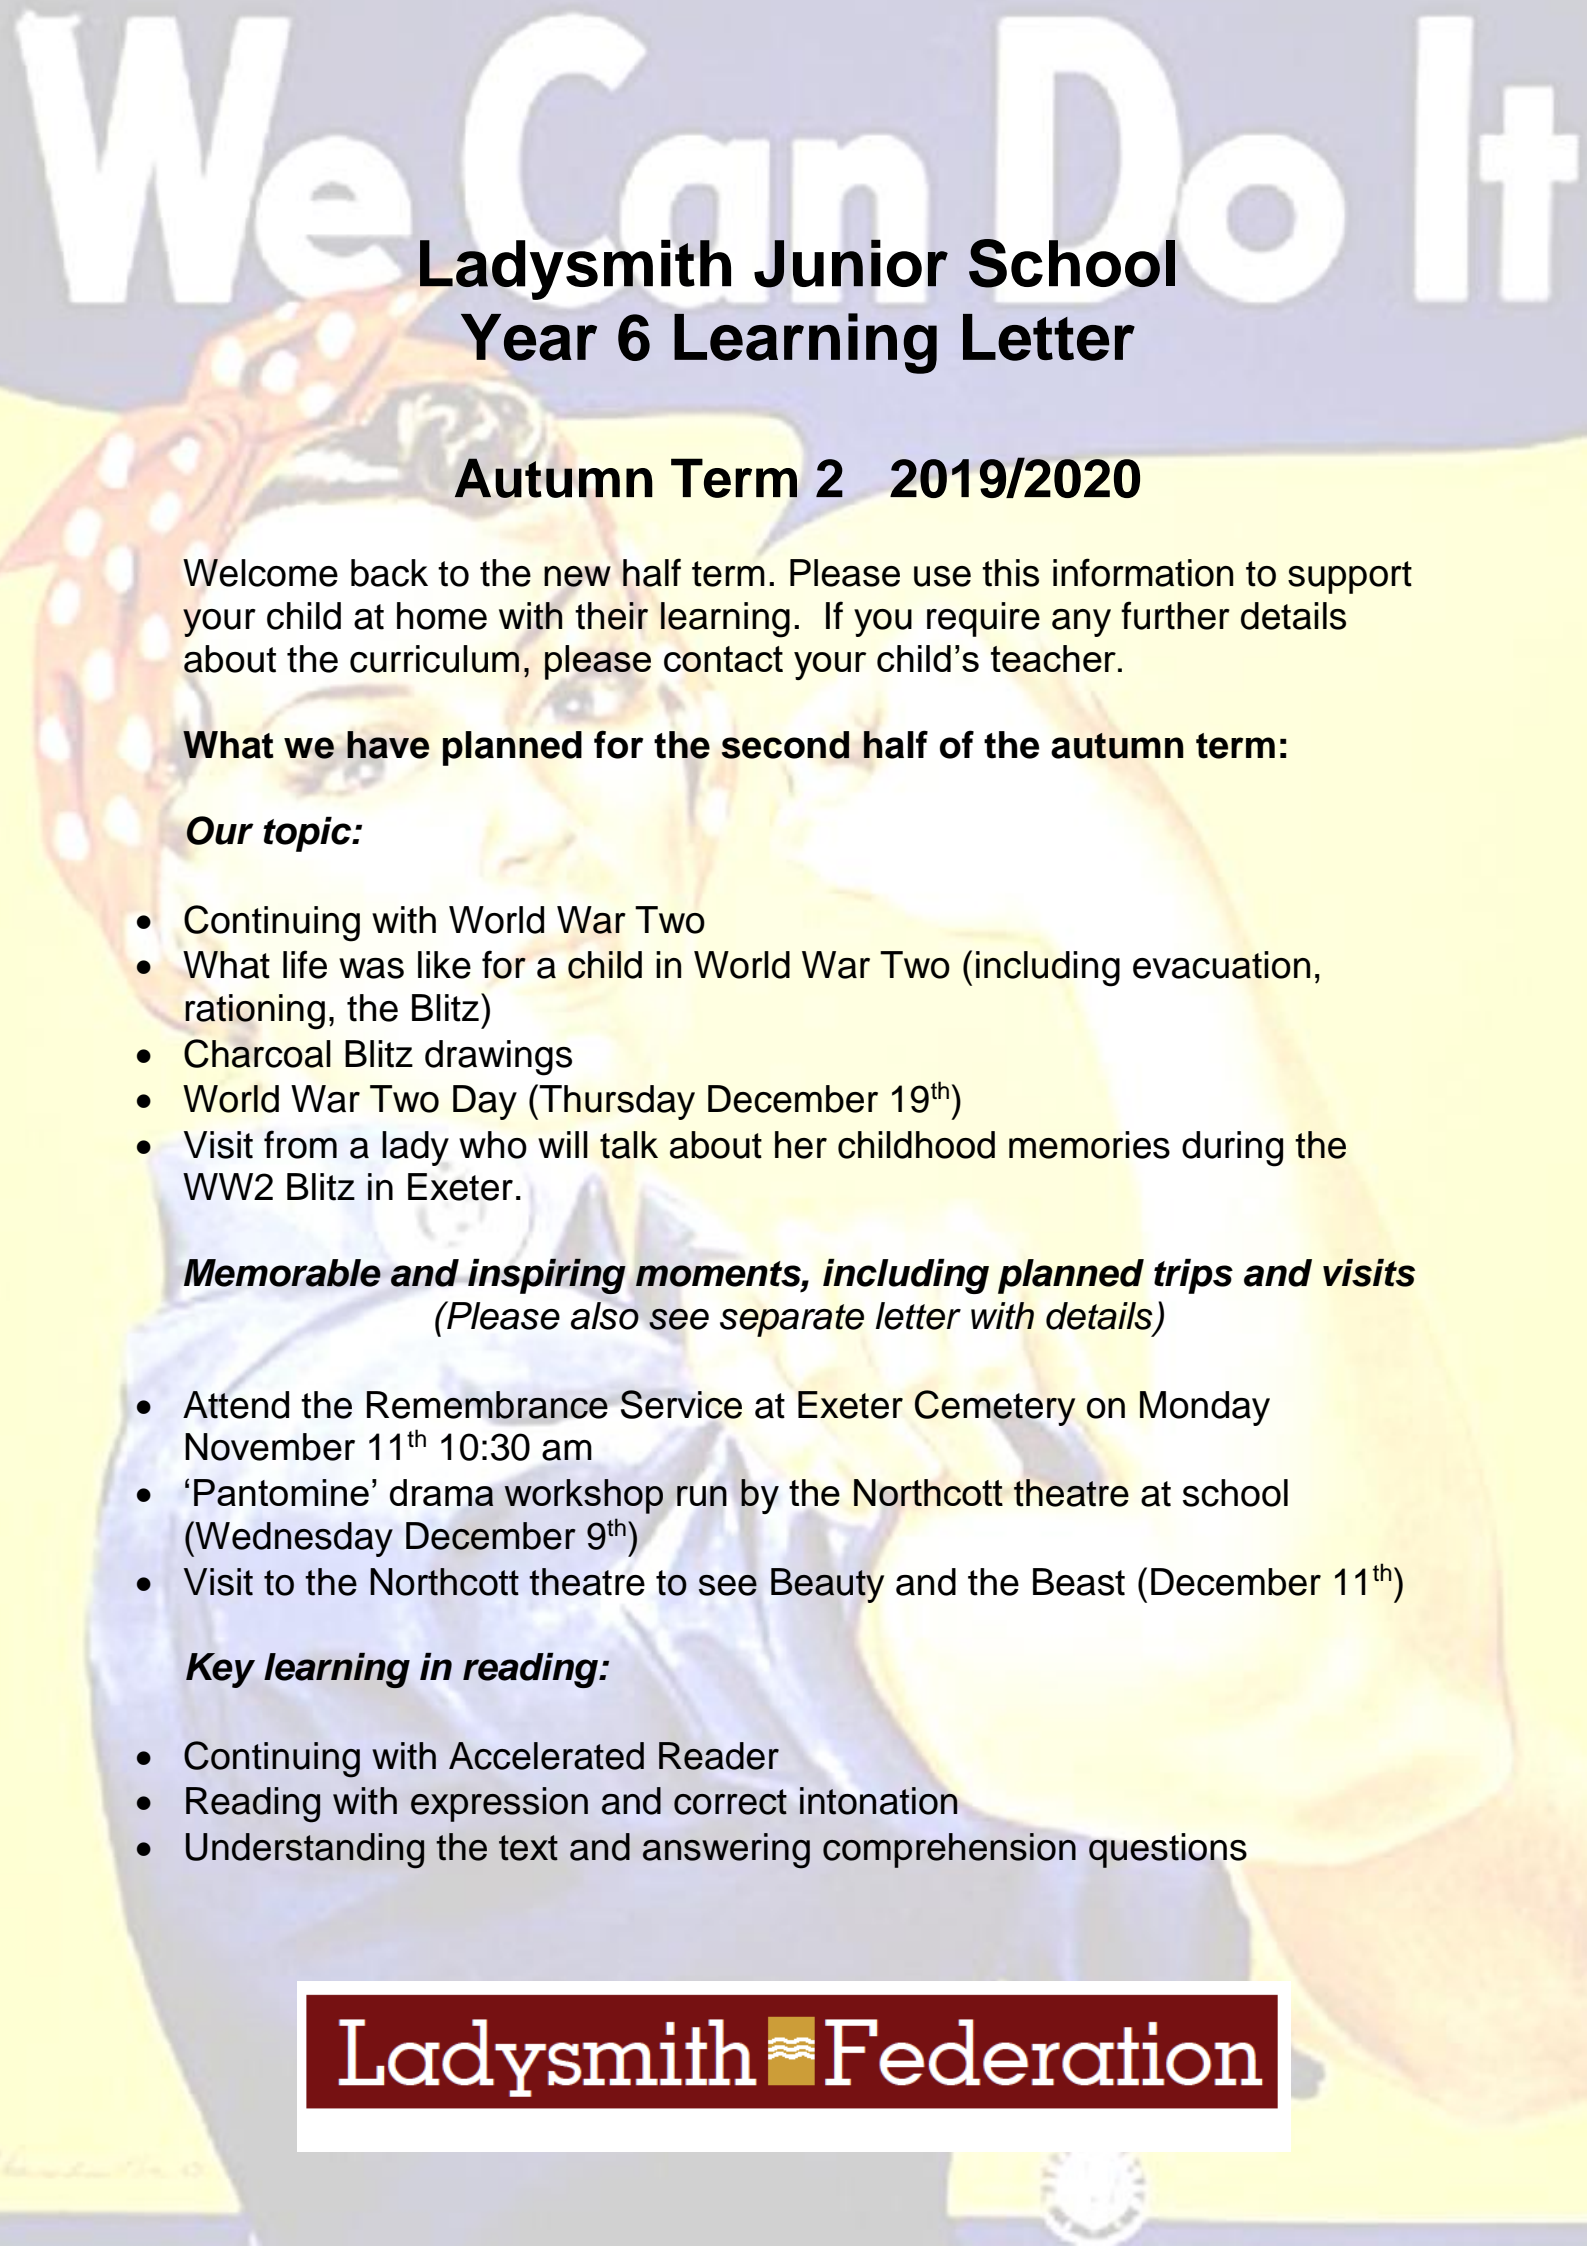 We Can Do It
Ladysmith Junior School
Year 6 Learning Letter
Autumn Term 2   2019/2020
Welcome back to the new half term. Please use this information to support
your child at home with their learning.  If you require any further details
about the curriculum, please contact your child’s teacher.
What we have planned for the second half of the autumn term:
Our topic:
• Continuing with World War Two
• What life was like for a child in World War Two (including evacuation,
rationing, the Blitz)
• Charcoal Blitz drawings
• World War Two Day (Thursday December 19th)
• Visit from a lady who will talk about her childhood memories during the
WW2 Blitz in Exeter.
Memorable and inspiring moments, including planned trips and visits
(Please also see separate letter with details)
• Attend the Remembrance Service at Exeter Cemetery on Monday
November 11th 10:30 am
• ‘Pantomine’ drama workshop run by the Northcott theatre at school
(Wednesday December 9th)
• Visit to the Northcott theatre to see Beauty and the Beast (December 11th)
Key learning in reading:
• Continuing with Accelerated Reader
• Reading with expression and correct intonation
• Understanding the text and answering comprehension questions
Ladysmith Federation